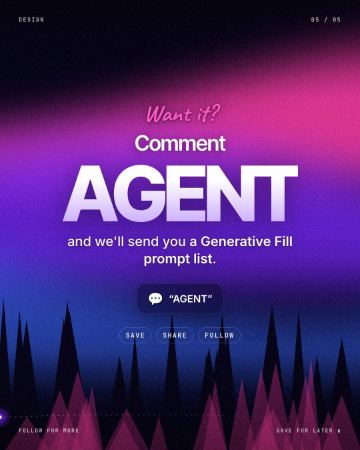 DESIGN
05 / 05
Want it?
Comment
AGENT
and we'll send you a Generative Fill
prompt list.
💬 “AGENT”
SAVE
SHARE
FOLLOW
FOLLOW FOR MORE
SAVE FOR LATER